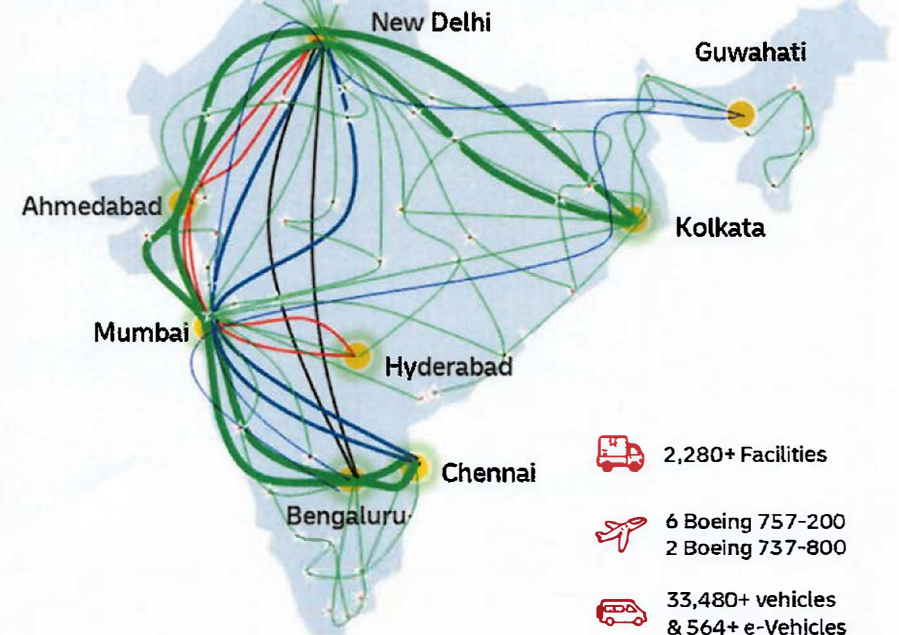 New Delhi
Guwahati
Ahmedabad
Kolkata
Mumbai
Hyderabad
Chennai
Bengaluru
2,280+ Facilities
6 Boeing 757-200
2 Boeing 737-800
33,480+ vehicles
& 564+ e-Vehicles